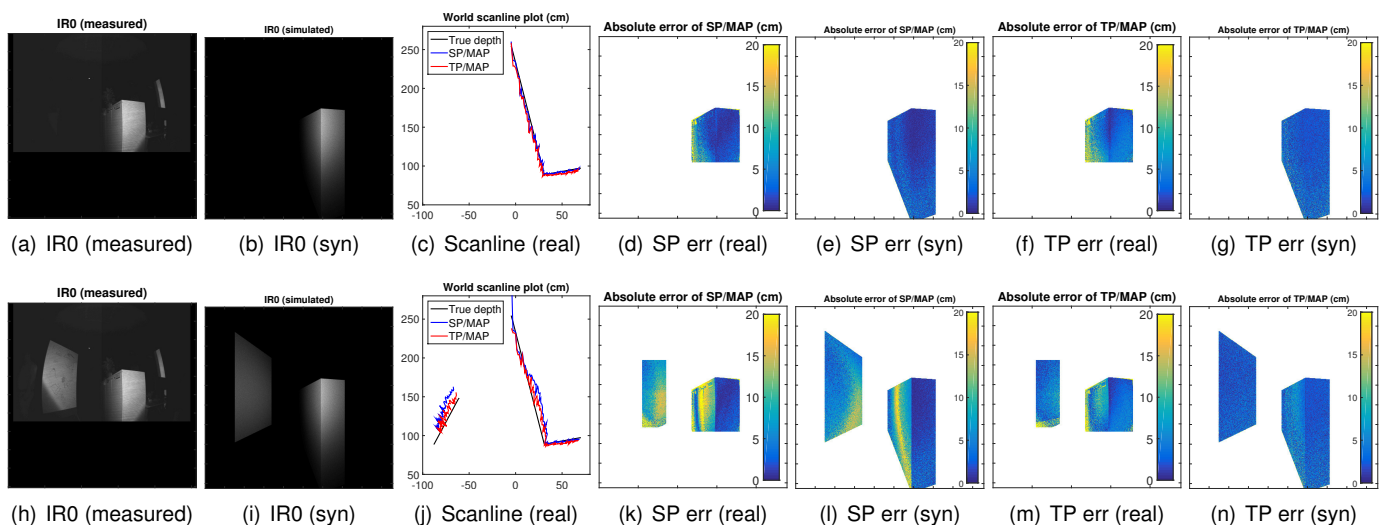 IR0 (measured)
IR0 (simulated)
World scanline plot (cm)
True depth
SP/MAP
TP/MAP
250
200
150
100
50
-100
-50
0
50
Absolute error of SP/MAP (cm)
20
15
10
5
0
Absolute error of SP/MAP (cm)
20
15
10
5
0
Absolute error of TP/MAP (cm)
20
15
10
5
0
Absolute error of TP/MAP (cm)
20
15
10
5
0
(a) IR0 (measured)
(b) IR0 (syn)
(c) Scanline (real)
(d) SP err (real)
(e) SP err (syn)
(f) TP err (real)
(g) TP err (syn)
IR0 (measured)
IR0 (simulated)
World scanline plot (cm)
True depth
SP/MAP
TP/MAP
250
200
150
100
50
-100
-50
0
50
Absolute error of SP/MAP (cm)
20
15
10
5
0
Absolute error of SP/MAP (cm)
20
15
10
5
0
Absolute error of TP/MAP (cm)
20
15
10
5
0
Absolute error of TP/MAP (cm)
20
15
10
5
0
(h) IR0 (measured)
(i) IR0 (syn)
(j) Scanline (real)
(k) SP err (real)
(l) SP err (syn)
(m) TP err (real)
(n) TP err (syn)